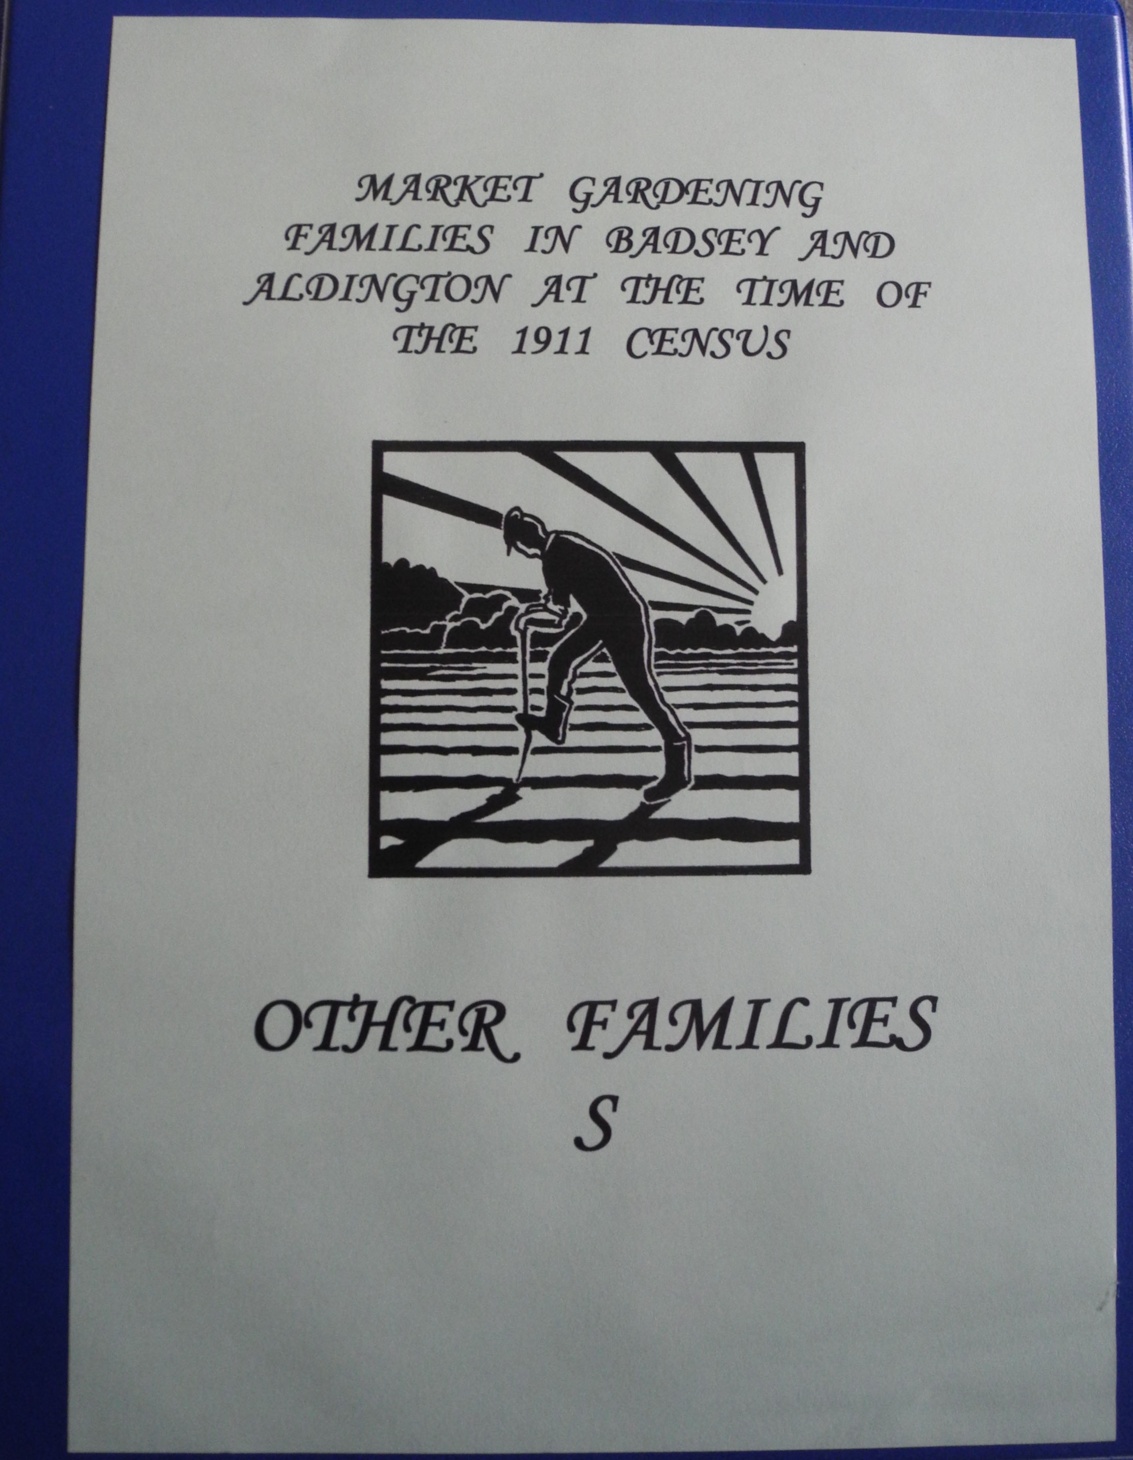 MARKET GARDENING
FAMILIES IN BADSEY AND
ALDINGTON AT THE TIME OF
THE 1911 CENSUS
OTHER FAMILIES
S